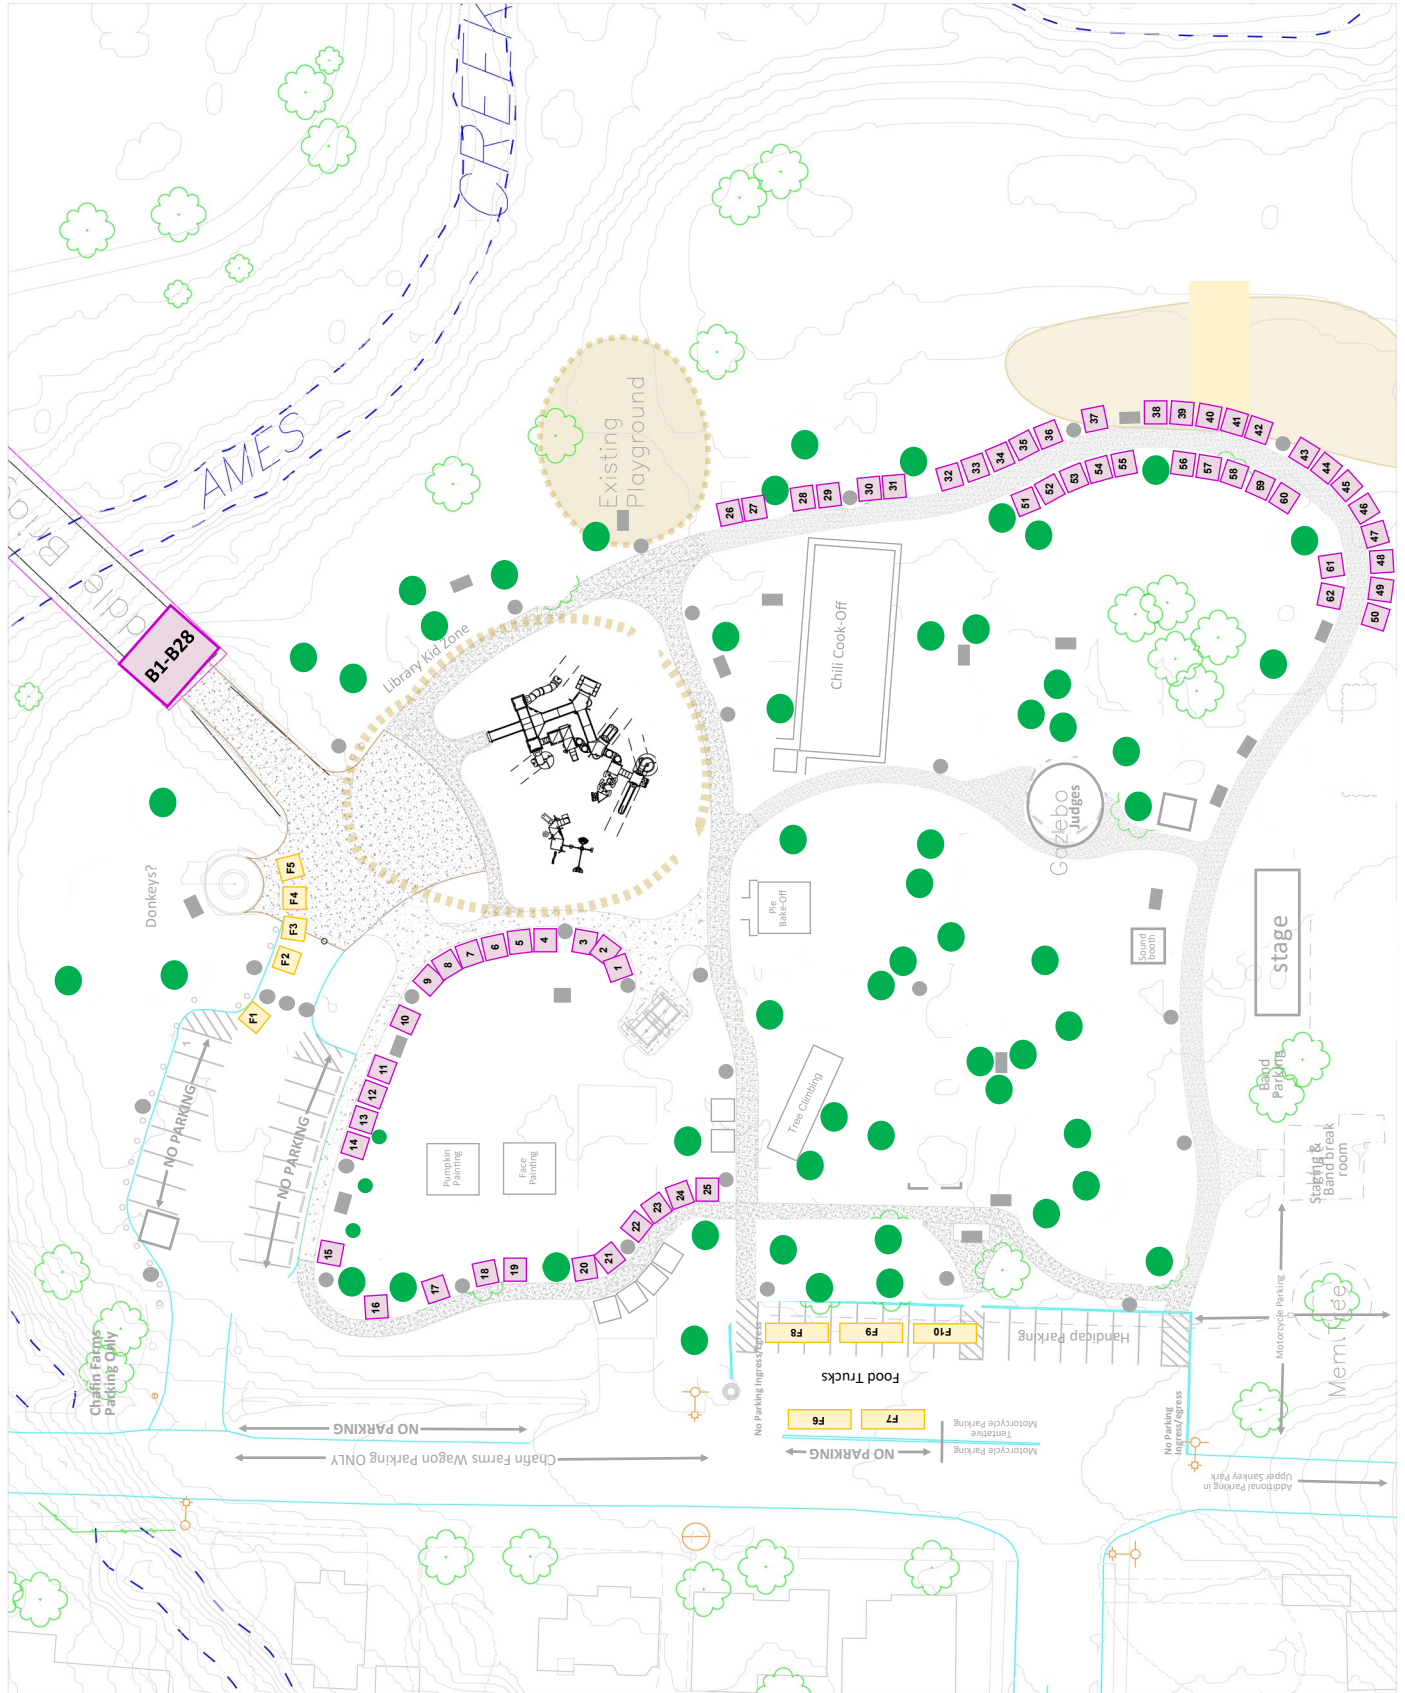 CREEK
AMES
Existing
Playground
B1-B28
Library Kid Zone
26
27
28
29
30
31
32
33
34
35
36
37
38
39
40
41
42
43
44
45
46
47
48
49
50
51
52
53
54
55
56
57
58
59
60
61
62
Chili Cook-Off
Gazlebo
Judges
Donkeys?
F5
F4
F3
F2
F1
Pie
Bake-Off
Sound
booth
stage
9
8
7
6
5
4
3
2
1
10
11
12
13
14
15
16
17
18
19
20
21
22
23
24
25
NO PARKING
NO PARKING
Pumpkin
Painting
Face
Painting
Tree Climbing
Band
Parking
Staging &
Band break
room
Chafin Farms
Parking Only
No Parking Ingress/egress
F8
F9
F10
Food Trucks
Handicap Parking
Motorcycle Parking
F6
F7
NO PARKING
Chafin Farms Wagon Parking ONLY
NO PARKING
Tentative
Motorcycle Parking
Motorcycle Parking
No Parking
Ingress/egress
Additional Parking in
Upper Sankey Park